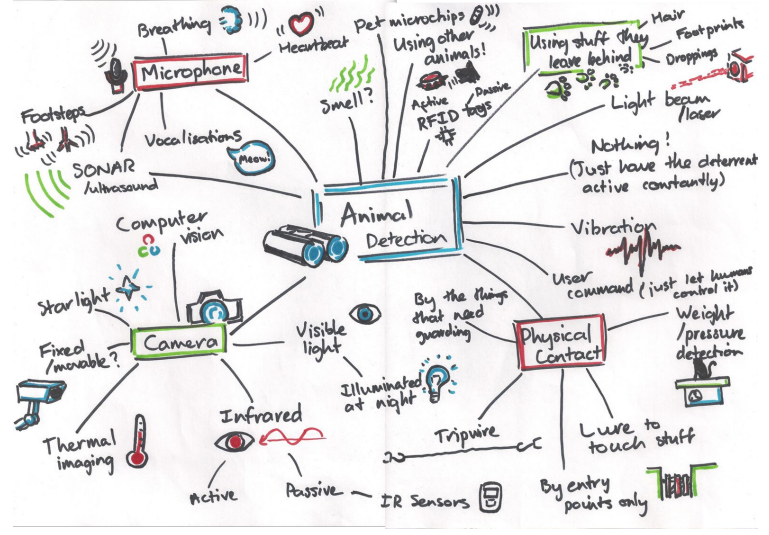 Breathing
Heartbeat
Microphone
Footsteps
Vocalisations
Meow!
SONAR
/ultrasound
Smell?
Pet microchips
Using other
animals!
Active
Passive
RFID tags
Using stuff they
leave behind
Hair
Footprints
Droppings
Light beam
/laser
Nothing!
(Just have the deterrent
active constantly)
Animal
Detection
Vibration
User
command (just let humans
control it)
Computer
vision
Starlight
Camera
Fixed
/movable?
Thermal
imaging
Visible
light
Illuminated
at night
Infrared
Active
Passive
IR Sensors
By the things
that need
guarding
Physical
Contact
Weight
/pressure
detection
Tripwire
Lure to
touch stuff
By entry
points only